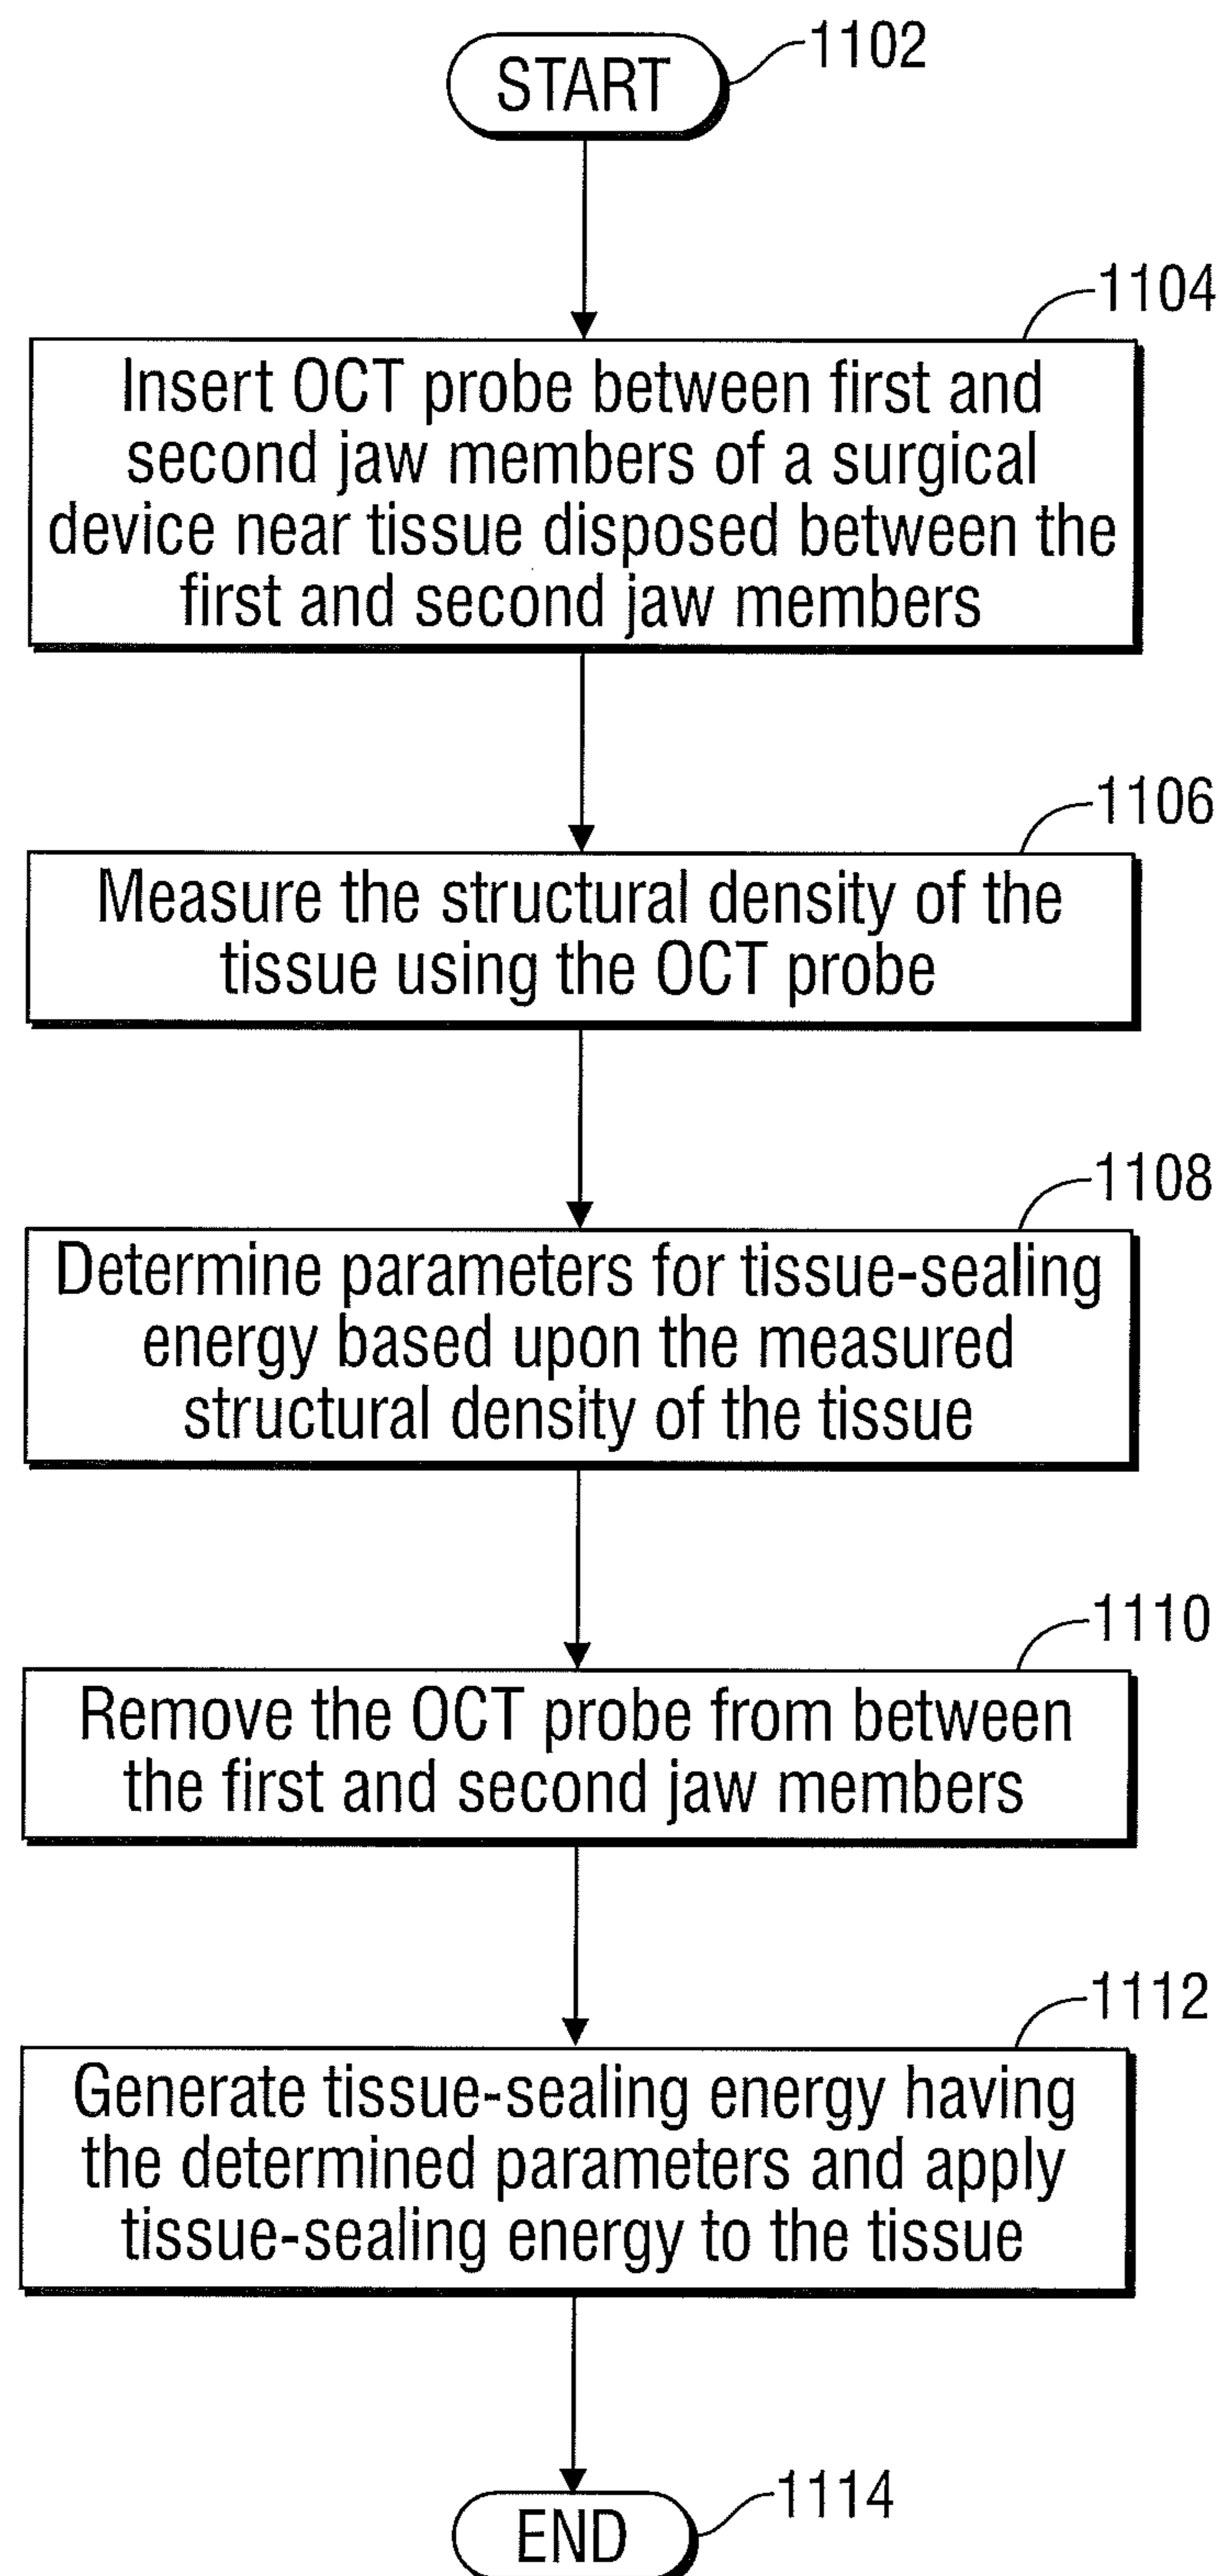 START
1102
1104
Insert OCT probe between first and
second jaw members of a surgical
device near tissue disposed between the
first and second jaw members
1106
Measure the structural density of the
tissue using the OCT probe
1108
Determine parameters for tissue-sealing
energy based upon the measured
structural density of the tissue
1110
Remove the OCT probe from between
the first and second jaw members
1112
Generate tissue-sealing energy having
the determined parameters and apply
tissue-sealing energy to the tissue
1114
END